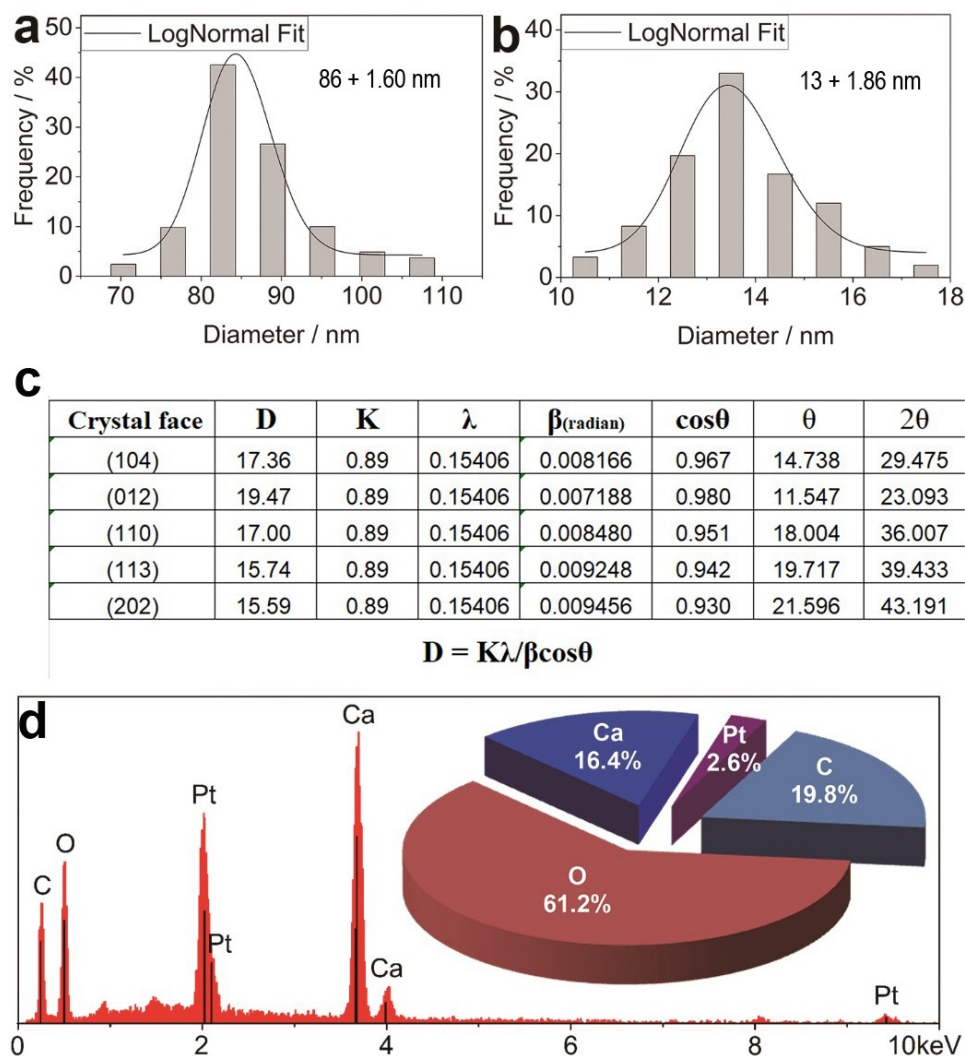 a
LogNormal Fit
86 + 1.60 nm
Frequency / %
50
40
30
20
10
0
70 80 90 100 110
Diameter / nm
b
LogNormal Fit
13 + 1.86 nm
Frequency / %
40
30
20
10
0
10 12 14 16 18
Diameter / nm
c
Crystal face D K λ β(radian) cosθ θ 2θ
(104) 17.36 0.89 0.15406 0.008166 0.967 14.738 29.475
(012) 19.47 0.89 0.15406 0.007188 0.980 11.547 23.093
(110) 17.00 0.89 0.15406 0.008480 0.951 18.004 36.007
(113) 15.74 0.89 0.15406 0.009248 0.942 19.717 39.433
(202) 15.59 0.89 0.15406 0.009456 0.930 21.596 43.191
D = Kλ/βcosθ
d
C
O
Pt
Pt
Ca
Ca
Pt
Ca
16.4%
Pt
2.6%
C
19.8%
O
61.2%
0 2 4 6 8 10keV